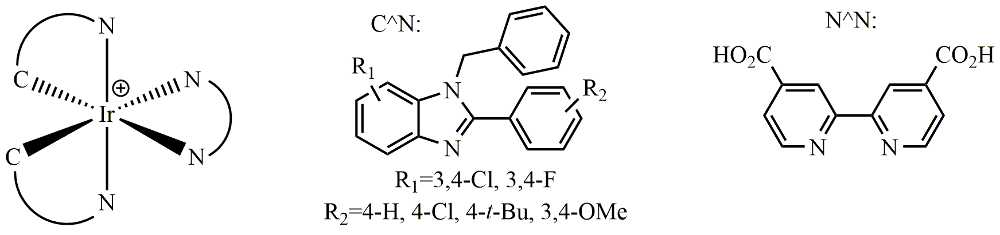 N
C
N
Ir
⊕
C
N
N
C^N:
R₁
N
N
R₂
R₁=3,4-Cl, 3,4-F
R₂=4-H, 4-Cl, 4-t-Bu, 3,4-OMe
N^N:
HO₂C
CO₂H
N
N